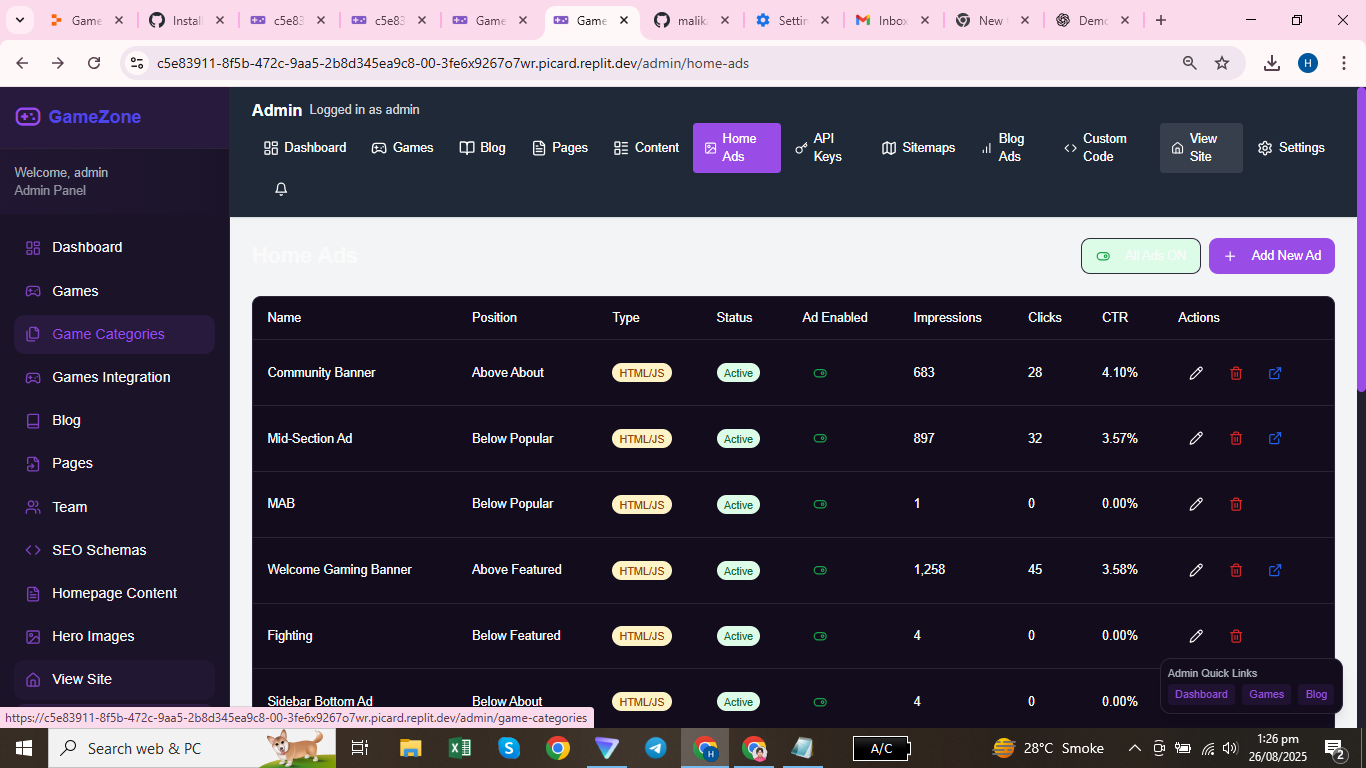 Game
Install
c5e83
c5e83
Game
Game
malika
Settin
Inbox
New
Demo
c5e83911-8f5b-472c-9aa5-2b8d345ea9c8-00-3fe6x9267o7wr.picard.replit.dev/admin/home-ads
H
GameZone
Welcome, admin
Admin Panel
Dashboard
Games
Game Categories
Games Integration
Blog
Pages
Team
SEO Schemas
Homepage Content
Hero Images
View Site
Admin Logged in as admin
Dashboard Games Blog Pages Content Home Ads API Keys Sitemaps Blog Ads Custom Code View Site Settings
Home Ads
All Ads ON
Add New Ad
Name Position Type Status Ad Enabled Impressions Clicks CTR Actions
Community Banner Above About HTML/JS Active 683 28 4.10%
Mid-Section Ad Below Popular HTML/JS Active 897 32 3.57%
MAB Below Popular HTML/JS Active 1 0 0.00%
Welcome Gaming Banner Above Featured HTML/JS Active 1,258 45 3.58%
Fighting Below Featured HTML/JS Active 4 0 0.00%
Sidebar Bottom Ad Below About HTML/JS Active 4 0 0.00%
Admin Quick Links
Dashboard Games Blog
https://c5e83911-8f5b-472c-9aa5-2b8d345ea9c8-00-3fe6x9267o7wr.picard.replit.dev/admin/game-categories
Search web & PC
A/C
28°C Smoke
1:26 pm
26/08/2025
2